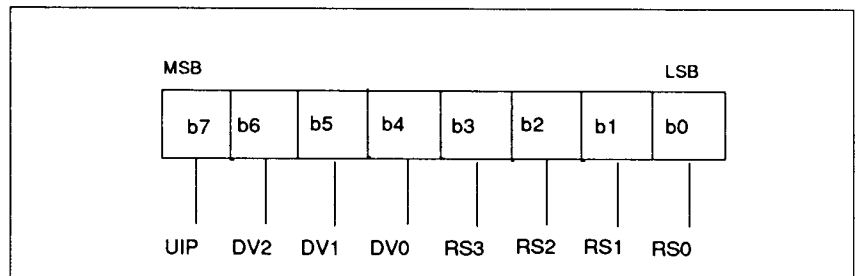 MSB LSB
b7 b6 b5 b4 b3 b2 b1 b0
UIP DV2 DV1 DV0 RS3 RS2 RS1 RS0